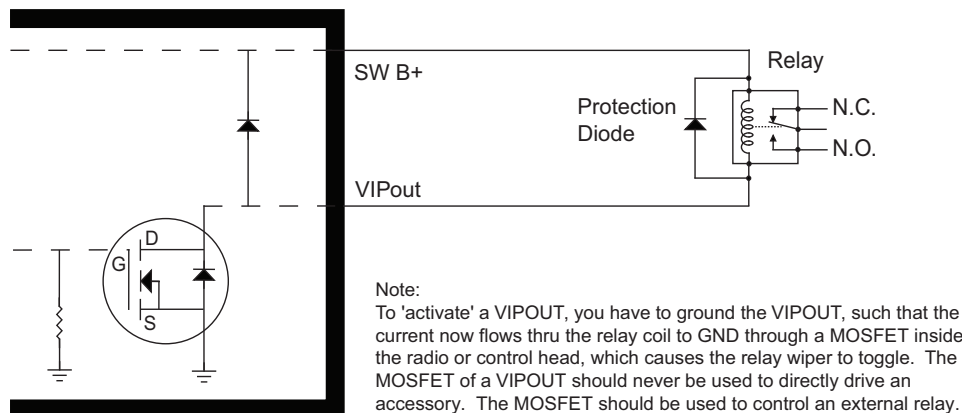 SW B+
Relay
Protection
Diode
N.C.
N.O.
VIPout
D
G
S
Note:
To 'activate' a VIPOUT, you have to ground the VIPOUT, such that the
current now flows thru the relay coil to GND through a MOSFET inside
the radio or control head, which causes the relay wiper to toggle. The
MOSFET of a VIPOUT should never be used to directly drive an
accessory. The MOSFET should be used to control an external relay.